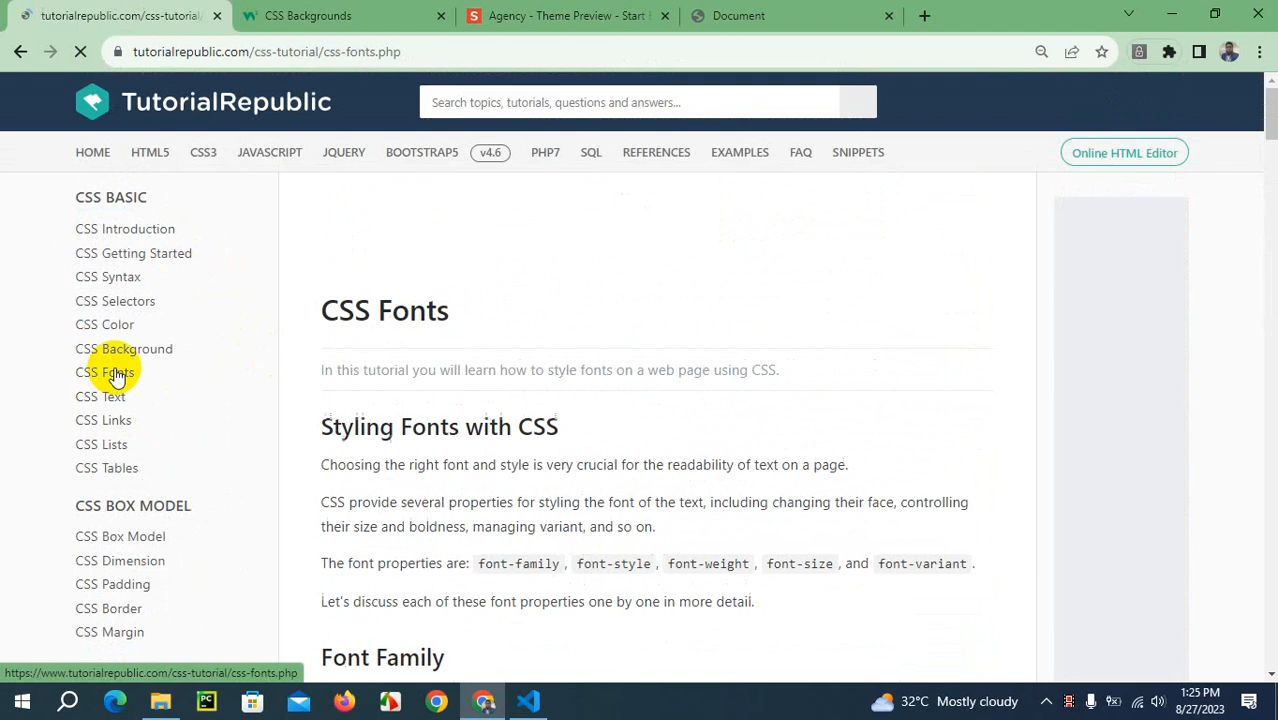 css-tutorial/
CSS Backgrounds
Agency - Theme Preview - Start
Document
tutorialrepublic.com/css-tutorial/css-fonts.php
TutorialRepublic
Search topics, tutorials, questions and answers...
HOME HTML5 CSS3 JAVASCRIPT JQUERY BOOTSTRAP5 v4.6 PHP7 SQL REFERENCES EXAMPLES FAQ SNIPPETS Online HTML Editor
CSS BASIC
CSS Introduction
CSS Getting Started
CSS Syntax
CSS Selectors
CSS Color
CSS Background
CSS Fonts
CSS Text
CSS Links
CSS Lists
CSS Tables
CSS BOX MODEL
CSS Box Model
CSS Dimension
CSS Padding
CSS Border
CSS Margin
CSS Fonts
In this tutorial you will learn how to style fonts on a web page using CSS.
Styling Fonts with CSS
Choosing the right font and style is very crucial for the readability of text on a page.
CSS provide several properties for styling the font of the text, including changing their face, controlling
their size and boldness, managing variant, and so on.
The font properties are: font-family, font-style, font-weight, font-size, and font-variant.
Let's discuss each of these font properties one by one in more detail.
Font Family
https://www.tutorialrepublic.com/css-tutorial/css-fonts.php
PC
32°C Mostly cloudy
1:25 PM
8/27/2023